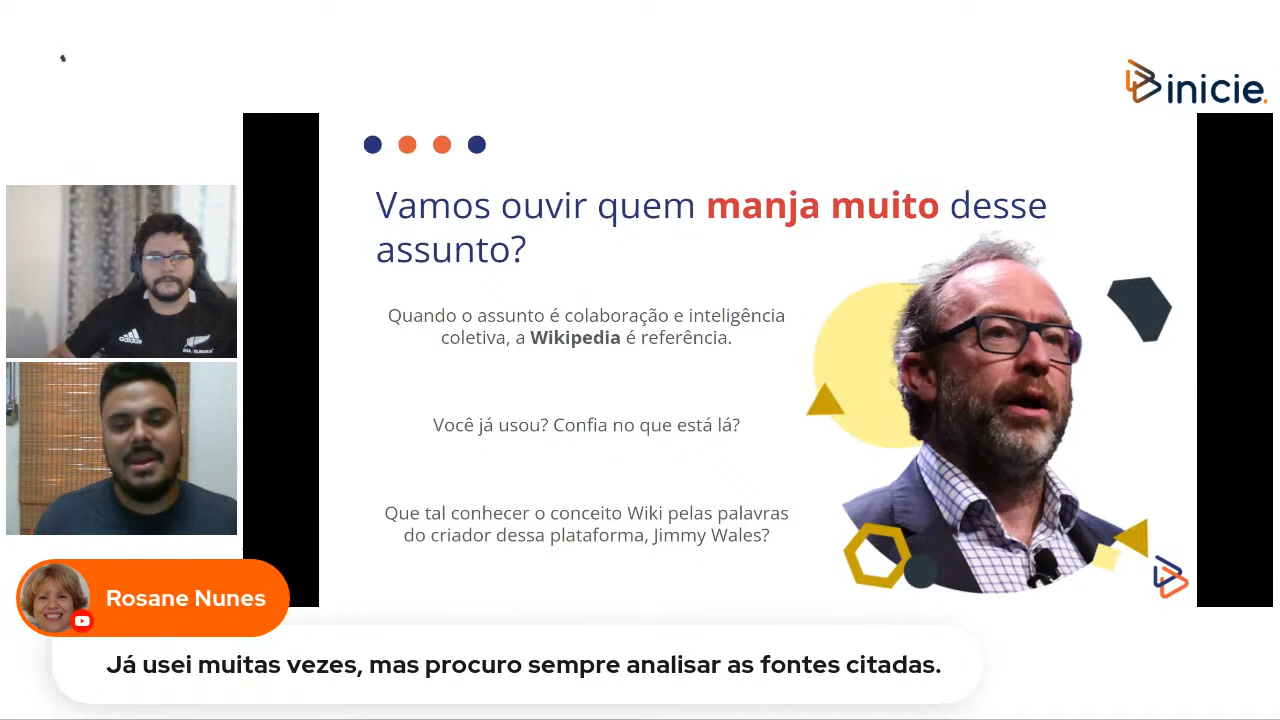 inicie.
Vamos ouvir quem manja muito desse
assunto?
Quando o assunto é colaboração e inteligência
coletiva, a Wikipedia é referência.
Você já usou? Confia no que está lá?
Que tal conhecer o conceito Wiki pelas palavras
do criador dessa plataforma, Jimmy Wales?
adidas
Rosane Nunes
Já usei muitas vezes, mas procuro sempre analisar as fontes citadas.